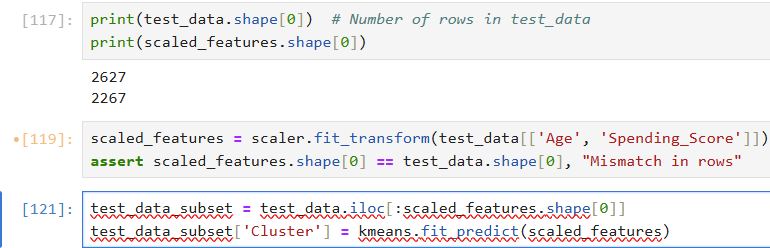 [117]: print(test_data.shape[0])  # Number of rows in test_data
print(scaled_features.shape[0])
2627
2267
[119]: scaled_features = scaler.fit_transform(test_data[['Age', 'Spending_Score']])
assert scaled_features.shape[0] == test_data.shape[0], "Mismatch in rows"
[121]: test_data_subset = test_data.iloc[:scaled_features.shape[0]]
test_data_subset['Cluster'] = kmeans.fit_predict(scaled_features)